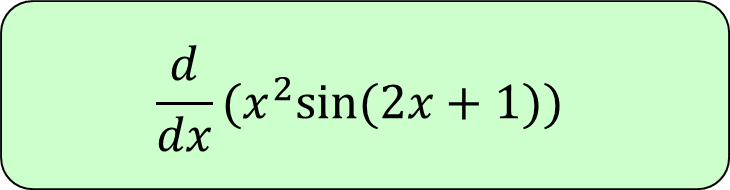 d/dx (x²sin(2x + 1))